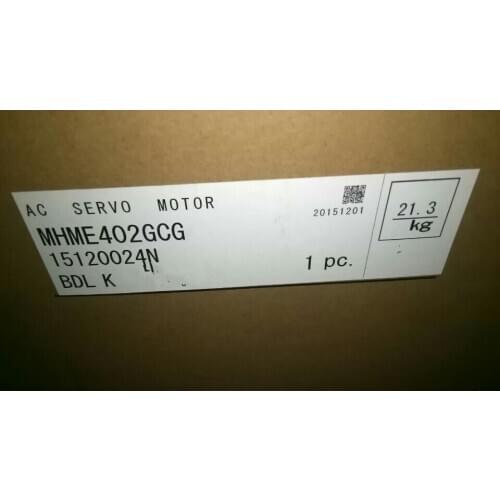 AC SERVO MOTOR
20151201
MHME402GCG
15120024N
BDL K
1 pc.
21.3
kg